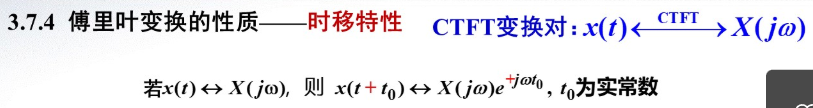 3.7.4 傅里叶变换的性质——时移特性 CTFT变换对:x(t) ←CTFT→ X(jω)
若x(t)↔X(jω), 则 x(t+t₀)↔X(jω)e^{+jωt₀}, t₀为实常数